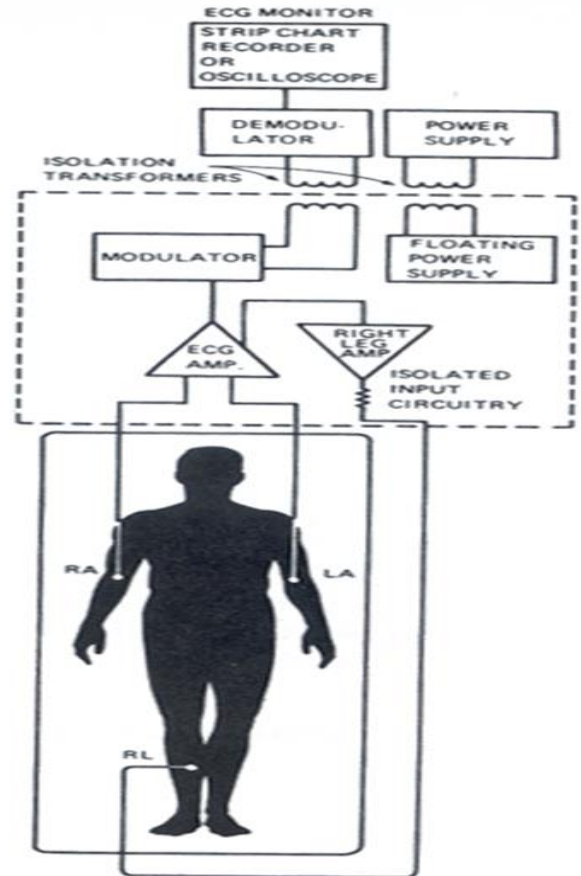 ECG MONITOR
STRIP CHART
RECORDER
OR
OSCILLOSCOPE
DEMODU-
LATOR
POWER
SUPPLY
ISOLATION
TRANSFORMERS
MODULATOR
FLOATING
POWER
SUPPLY
ECG
AMP.
RIGHT
LEG
AMP
ISOLATED
INPUT
CIRCUITRY
RA
LA
RL